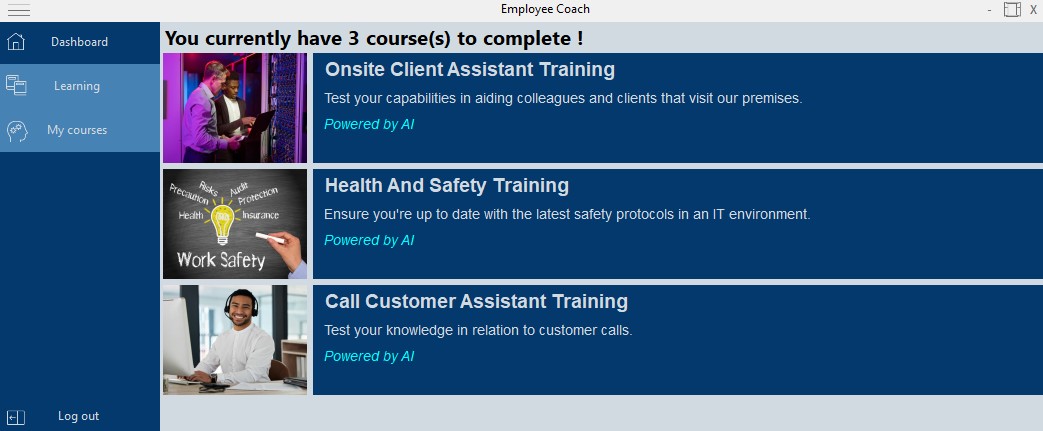 Employee Coach
- X
Dashboard
Learning
My courses
Log out
You currently have 3 course(s) to complete !
Onsite Client Assistant Training
Test your capabilities in aiding colleagues and clients that visit our premises.
Powered by AI
Precaution Risks Audit Protection
Health Insurance
Work Safety
Health And Safety Training
Ensure you're up to date with the latest safety protocols in an IT environment.
Powered by AI
Call Customer Assistant Training
Test your knowledge in relation to customer calls.
Powered by AI